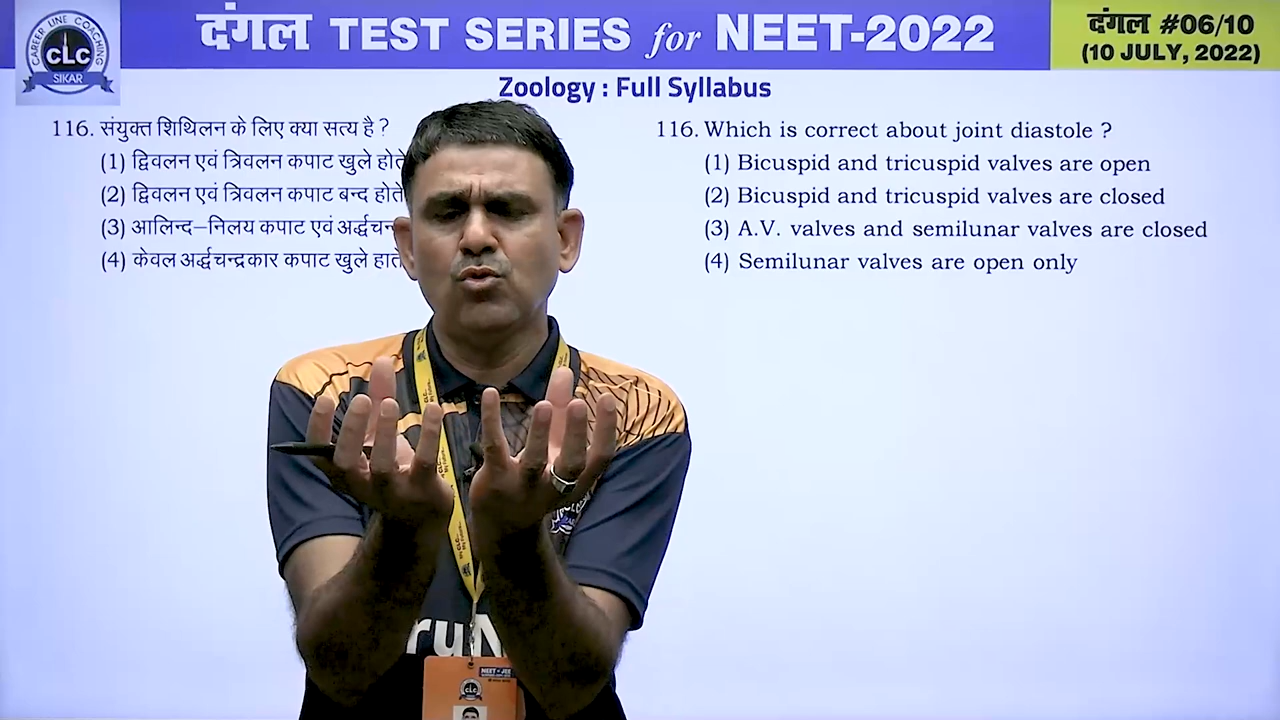 दंगल TEST SERIES for NEET-2022
दंगल #06/10
(10 JULY, 2022)
CAREER LINE COACHING
CLC
SIKAR
Zoology : Full Syllabus
116. संयुक्त शिथिलन के लिए क्या सत्य है ?
(1) द्विवलन एवं त्रिवलन कपाट खुले होते
(2) द्विवलन एवं त्रिवलन कपाट बन्द होते
(3) आलिन्द–निलय कपाट एवं
(4) केवल अर्द्धचन्द्रकार कपाट खुले हाते
116. Which is correct about joint diastole ?
(1) Bicuspid and tricuspid valves are open
(2) Bicuspid and tricuspid valves are closed
(3) A.V. valves and semilunar valves are closed
(4) Semilunar valves are open only
NEET - JEE
CLC